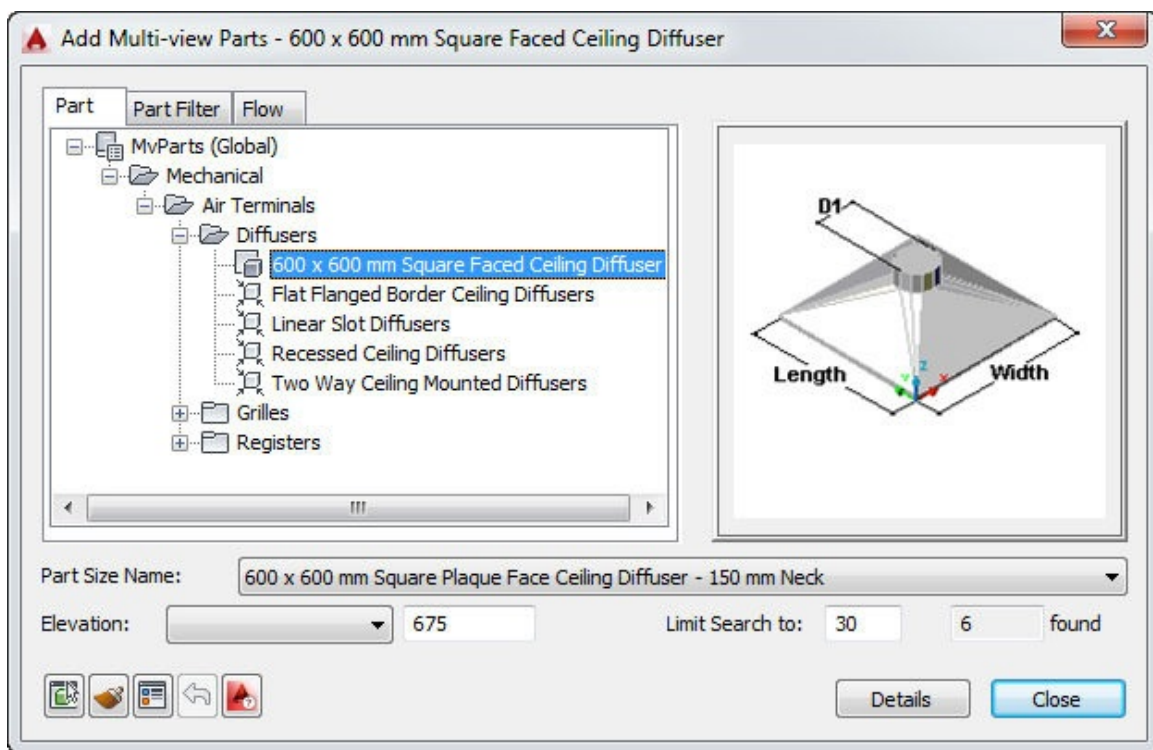 Add Multi-view Parts - 600 x 600 mm Square Faced Ceiling Diffuser
Part Part Filter Flow
MvParts (Global)
Mechanical
Air Terminals
Diffusers
600 x 600 mm Square Faced Ceiling Diffuser
Flat Flanged Border Ceiling Diffusers
Linear Slot Diffusers
Recessed Ceiling Diffusers
Two Way Ceiling Mounted Diffusers
Grilles
Registers
D1
Length
Width
Y Z X
Part Size Name: 600 x 600 mm Square Plaque Face Ceiling Diffuser - 150 mm Neck
Elevation: 675 Limit Search to: 30 6 found
Details Close